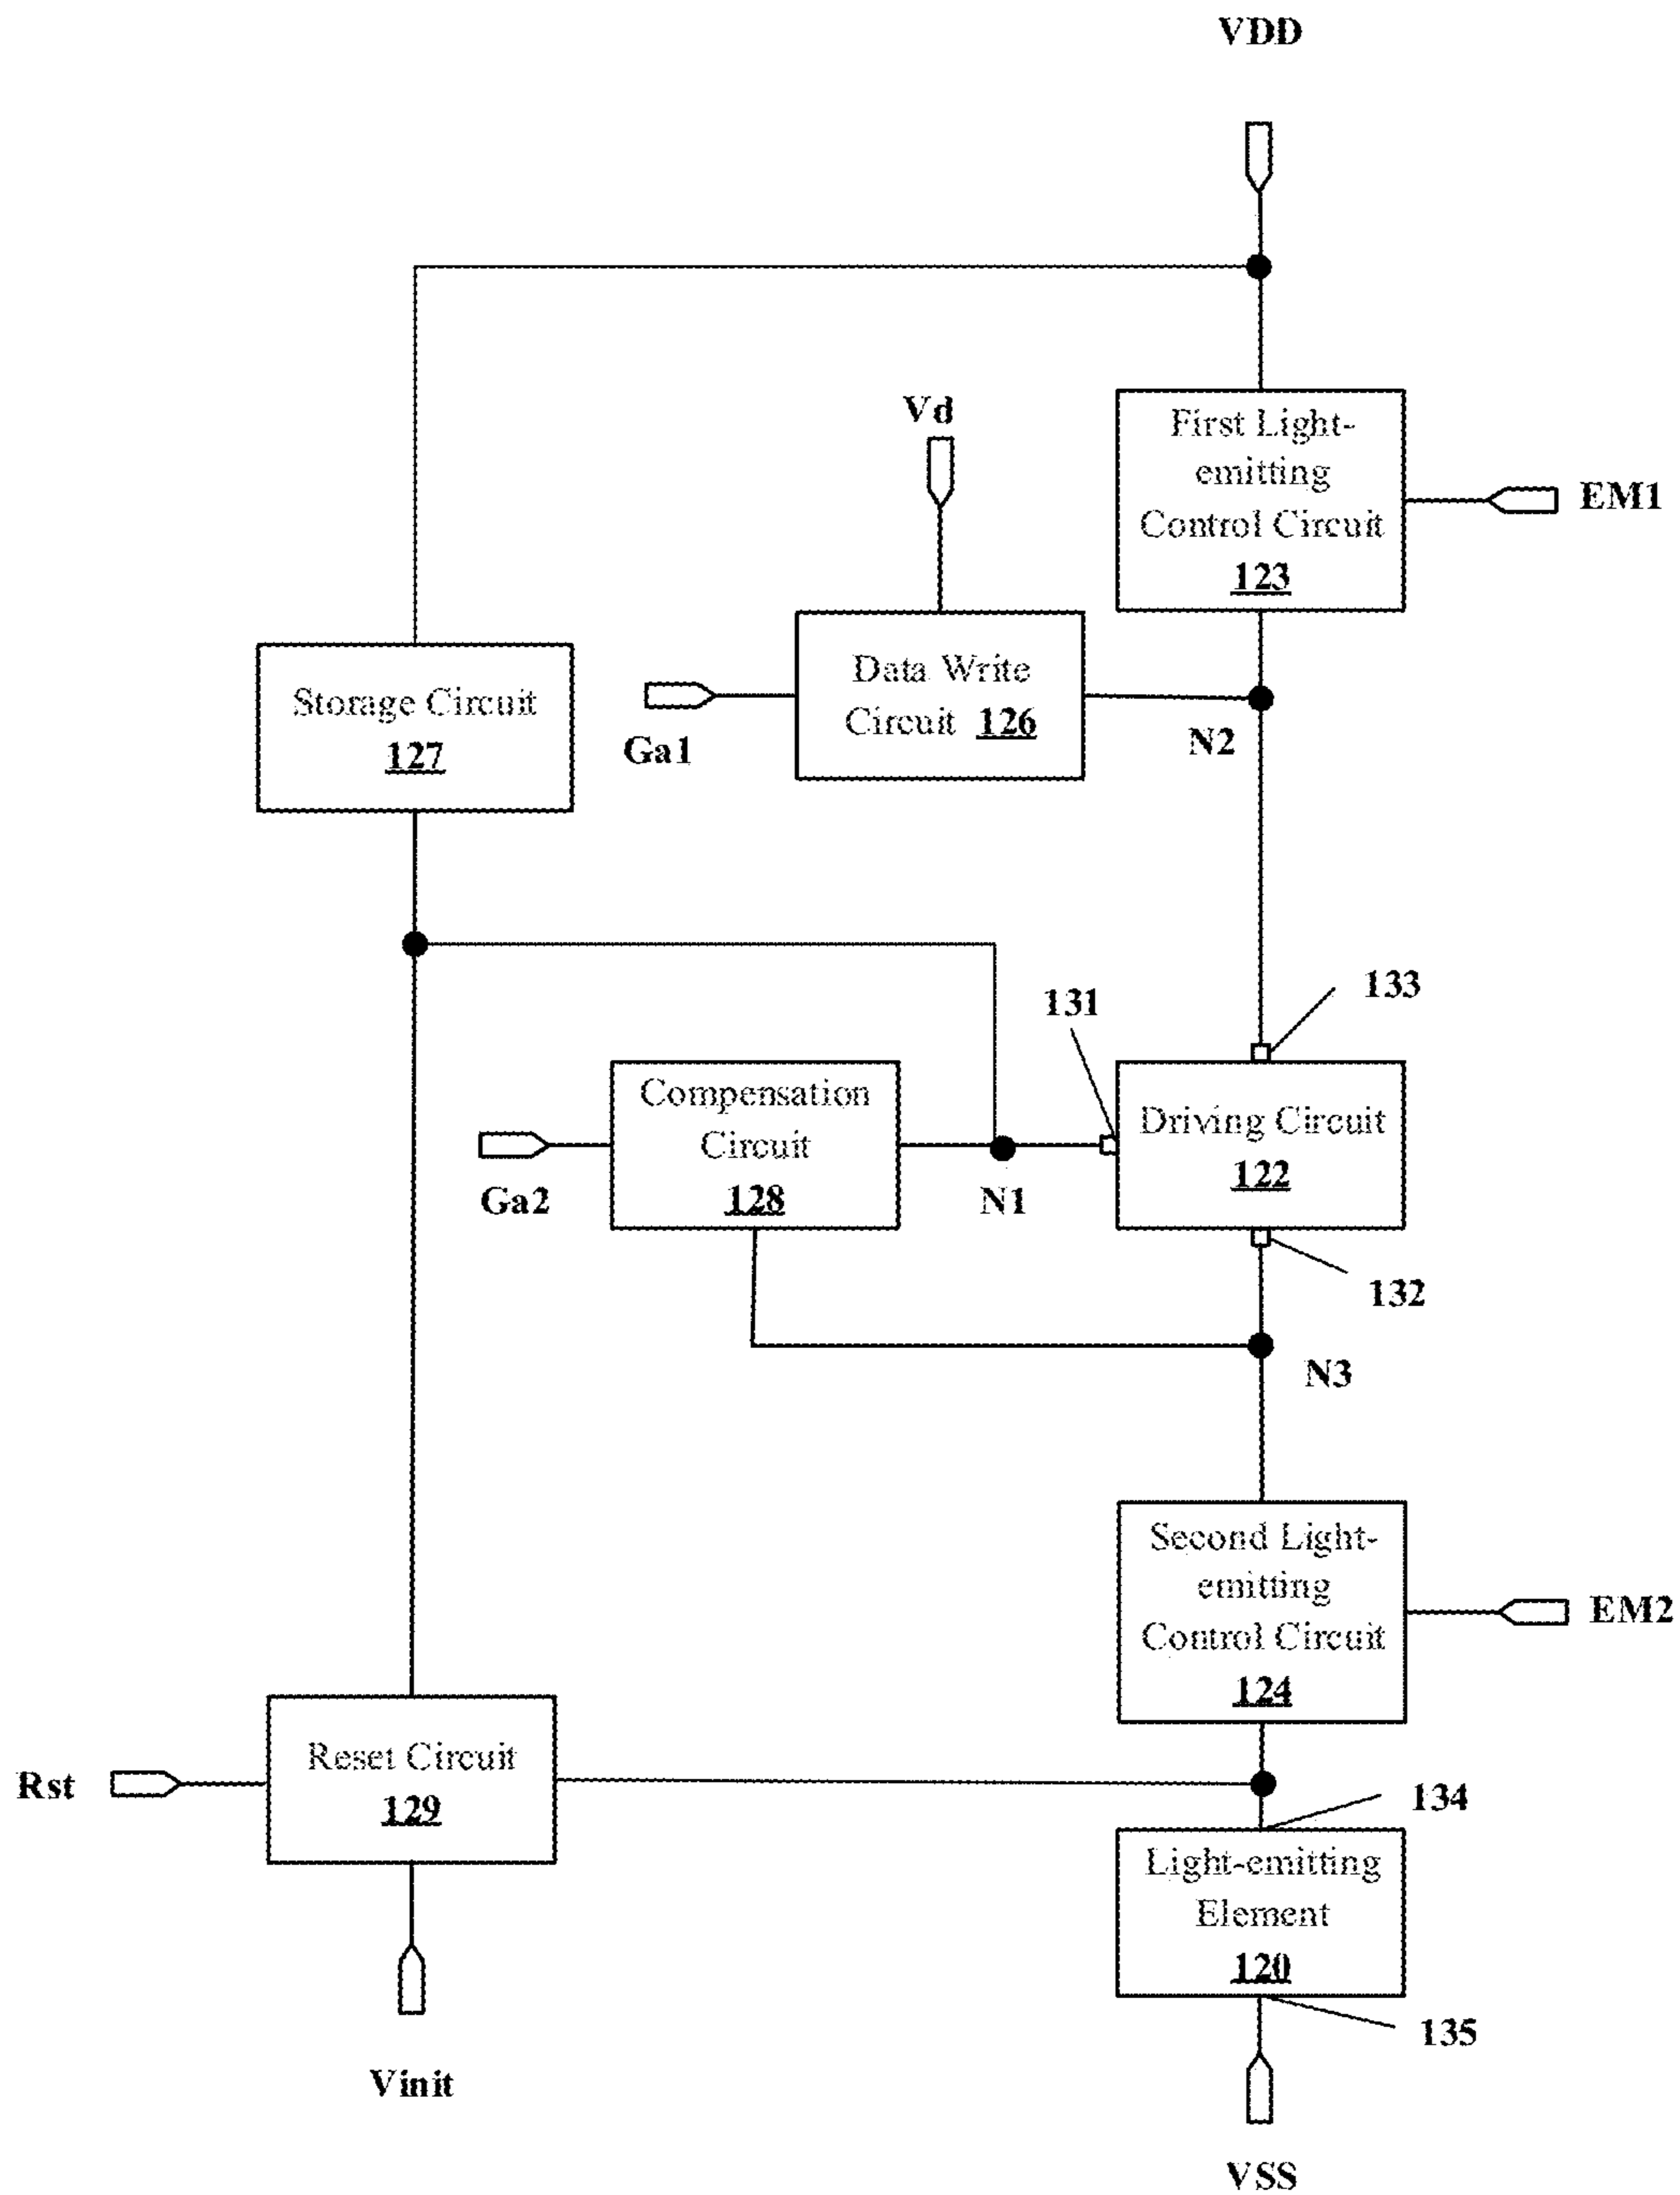 VDD
Vd
First Light-
emitting
Control Circuit
123
EM1
Data Write
Circuit 126
Storage Circuit
127
Ga1
N2
133
131
Compensation
Circuit
128
Driving Circuit
122
Ga2
N1
132
N3
Second Light-
emitting
Control Circuit
124
EM2
Reset Circuit
129
Rst
134
Light-emitting
Element
120
135
Vinit
VSS